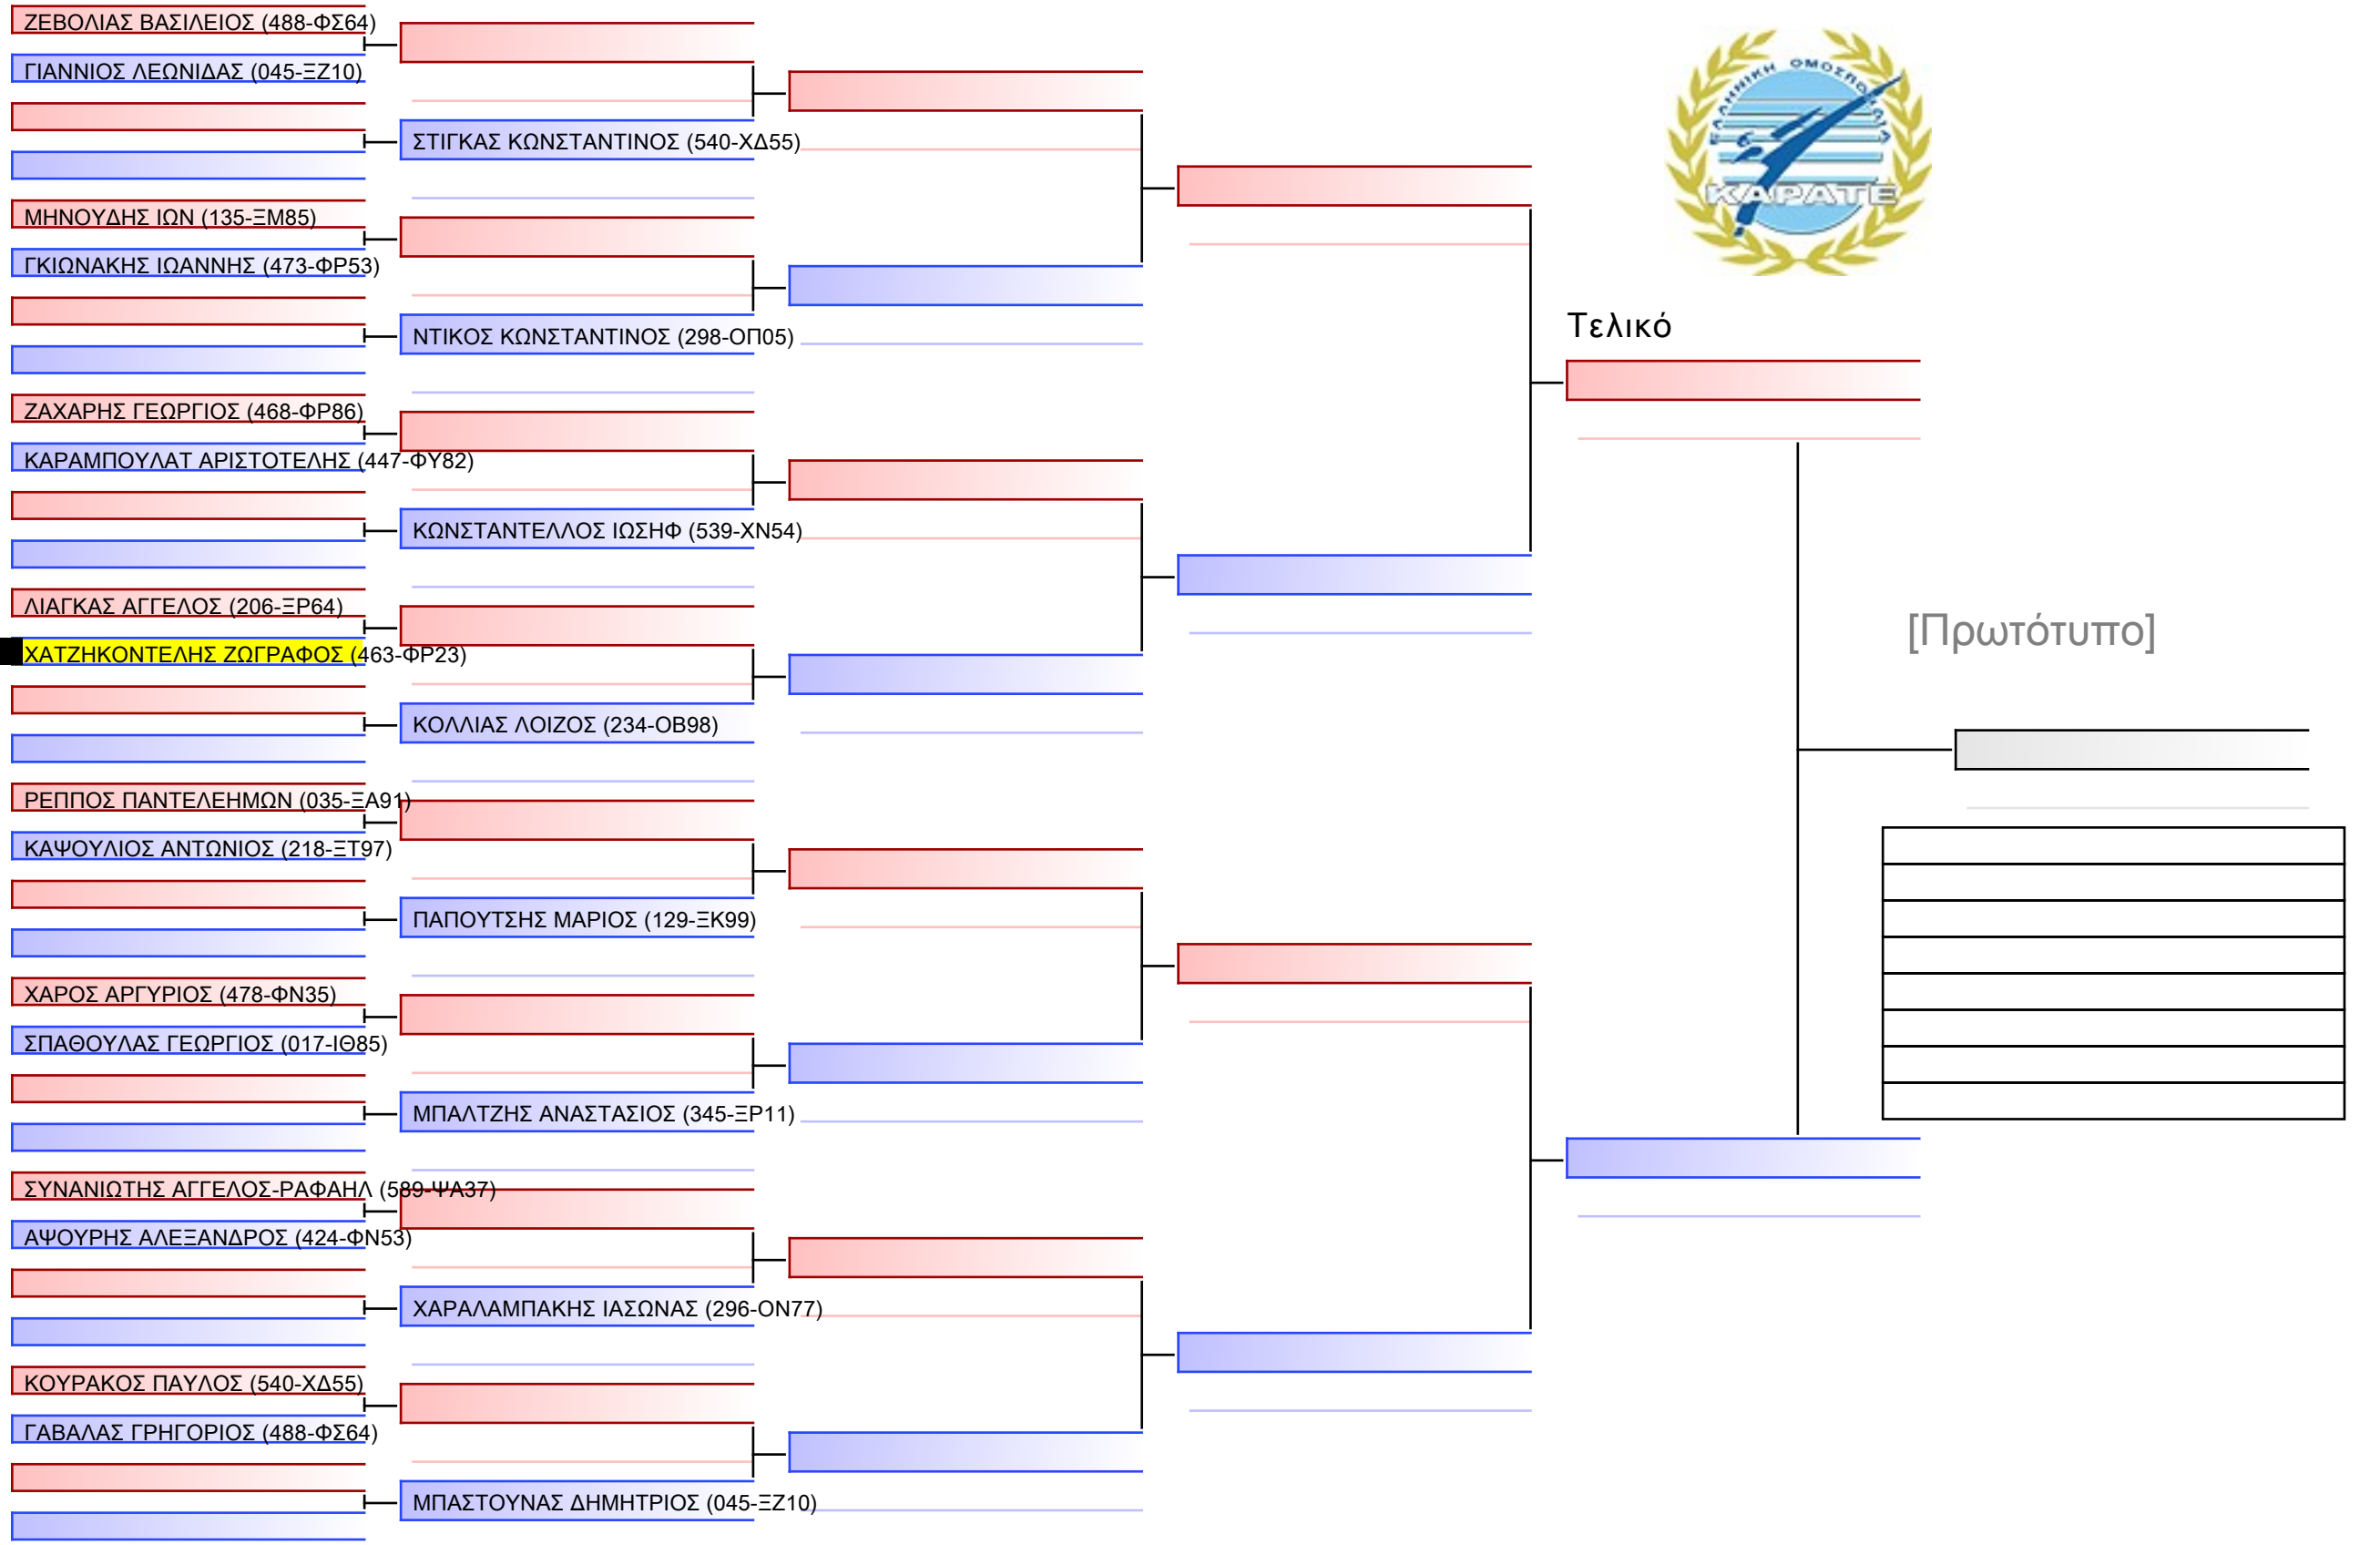 ΖΕΒΟΛΙΑΣ ΒΑΣΙΛΕΙΟΣ (488-ΦΣ64)
ΓΙΑΝΝΙΟΣ ΛΕΩΝΙΔΑΣ (045-ΞΖ10)
ΣΤΙΓΚΑΣ ΚΩΝΣΤΑΝΤΙΝΟΣ (540-ΧΔ55)
ΜΗΝΟΥΔΗΣ ΙΩΝ (135-ΞΜ85)
ΓΚΙΩΝΑΚΗΣ ΙΩΑΝΝΗΣ (473-ΦΡ53)
ΝΤΙΚΟΣ ΚΩΝΣΤΑΝΤΙΝΟΣ (298-ΟΠ05)
ΖΑΧΑΡΗΣ ΓΕΩΡΓΙΟΣ (468-ΦΡ86)
ΚΑΡΑΜΠΟΥΛΑΤ ΑΡΙΣΤΟΤΕΛΗΣ (447-ΦΥ82)
ΚΩΝΣΤΑΝΤΕΛΛΟΣ ΙΩΣΗΦ (539-ΧΝ54)
ΛΙΑΓΚΑΣ ΑΓΓΕΛΟΣ (206-ΞΡ64)
ΧΑΤΖΗΚΟΝΤΕΛΗΣ ΖΩΓΡΑΦΟΣ (463-ΦΡ23)
ΚΟΛΛΙΑΣ ΛΟΙΖΟΣ (234-ΟΒ98)
ΡΕΠΠΟΣ ΠΑΝΤΕΛΕΗΜΩΝ (035-ΞΑ91)
ΚΑΨΟΥΛΙΟΣ ΑΝΤΩΝΙΟΣ (218-ΞΤ97)
ΠΑΠΟΥΤΣΗΣ ΜΑΡΙΟΣ (129-ΞΚ99)
ΧΑΡΟΣ ΑΡΓΥΡΙΟΣ (478-ΦΝ35)
ΣΠΑΘΟΥΛΑΣ ΓΕΩΡΓΙΟΣ (017-ΙΘ85)
ΜΠΑΛΤΖΗΣ ΑΝΑΣΤΑΣΙΟΣ (345-ΞΡ11)
ΣΥΝΑΝΙΩΤΗΣ ΑΓΓΕΛΟΣ-ΡΑΦΑΗΛ (589-ΨΑ37)
ΑΨΟΥΡΗΣ ΑΛΕΞΑΝΔΡΟΣ (424-ΦΝ53)
ΧΑΡΑΛΑΜΠΑΚΗΣ ΙΑΣΩΝΑΣ (296-ΟΝ77)
ΚΟΥΡΑΚΟΣ ΠΑΥΛΟΣ (540-ΧΔ55)
ΓΑΒΑΛΑΣ ΓΡΗΓΟΡΙΟΣ (488-ΦΣ64)
ΜΠΑΣΤΟΥΝΑΣ ΔΗΜΗΤΡΙΟΣ (045-ΞΖ10)
ΕΛΛΗΝΙΚΗ ΟΜΟΣΠΟΝΔΙΑ
ΚΑΡΑΤΕ
Τελικό
[Πρωτότυπο]